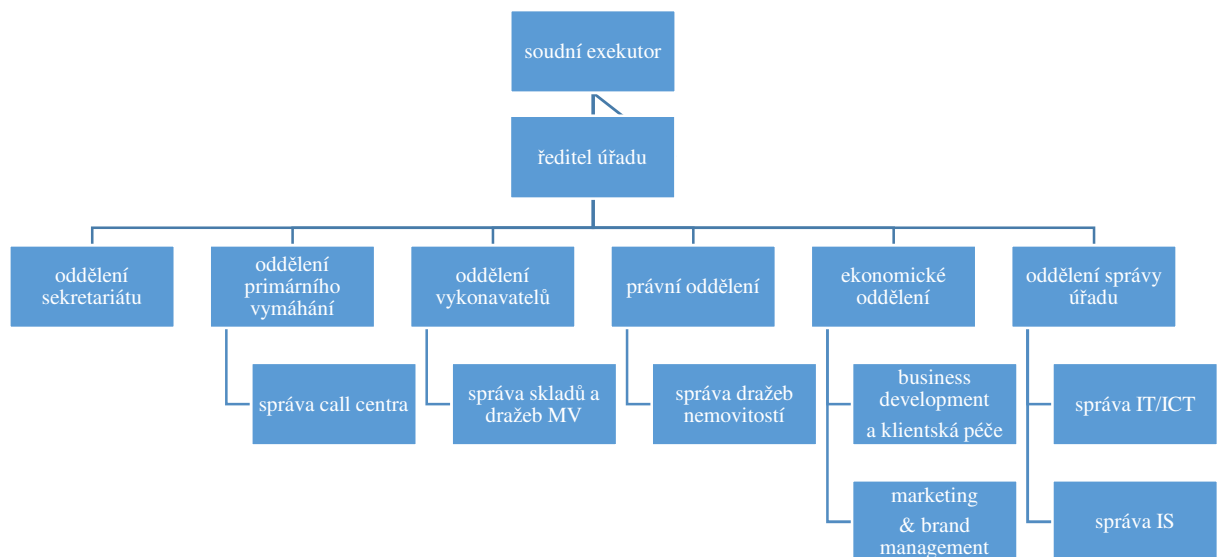 soudní exekutor
ředitel úřadu
oddělení
sekretariátu
oddělení
primárního
vymáhání
oddělení
vykonavatelů
právní oddělení
ekonomické
oddělení
oddělení správy
úřadu
správa call centra
správa skladů a
dražeb MV
správa dražeb
nemovitostí
business
development
a klientská péče
správa IT/ICT
marketing
& brand
management
správa IS